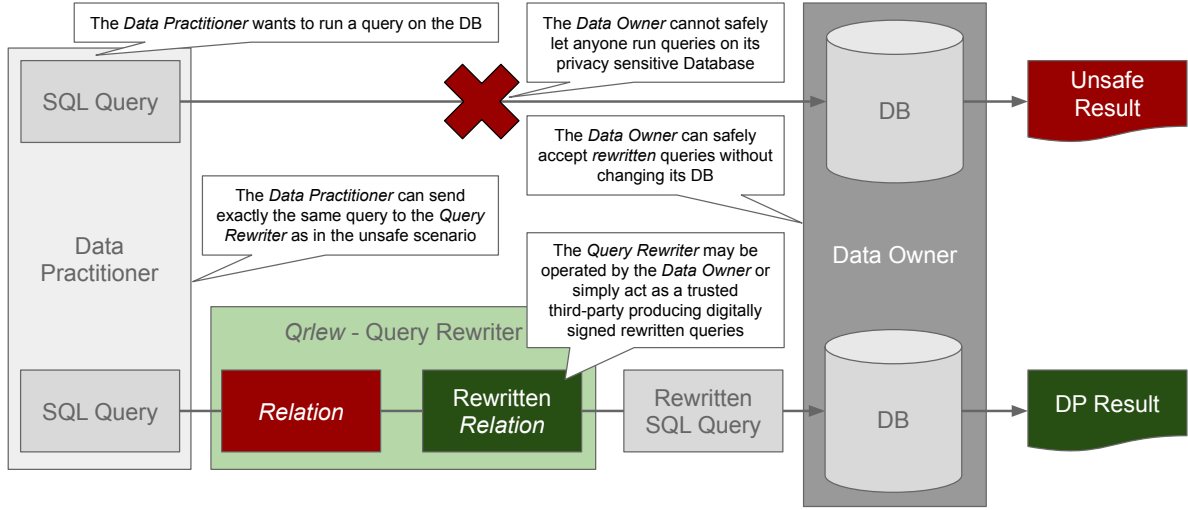 The Data Practitioner wants to run a query on the DB
The Data Owner cannot safely
let anyone run queries on its
privacy sensitive Database
SQL Query
DB
Unsafe
Result
The Data Owner can safely
accept rewritten queries without
changing its DB
The Data Practitioner can send
exactly the same query to the Query
Rewriter as in the unsafe scenario
Data
Practitioner
Data Owner
The Query Rewriter may be
operated by the Data Owner or
simply act as a trusted
third-party producing digitally
signed rewritten queries
Qrlew - Query Rewriter
SQL Query
Relation
Rewritten
Relation
Rewritten
SQL Query
DB
DP Result